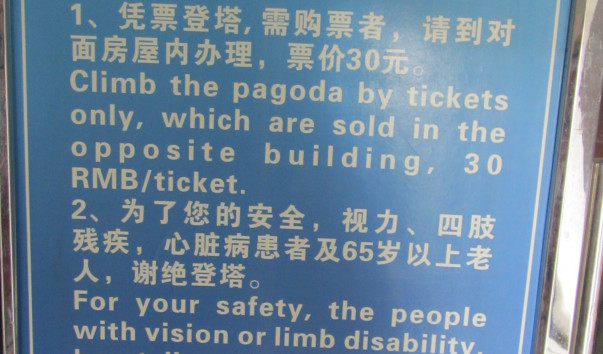 1、凭票登塔,需购票者，请到对
面房屋内办理，票价30元。
Climb the pagoda by tickets
only, which are sold in the
opposite building, 30
RMB/ticket.
2、为了您的安全，视力、四肢
残疾，心脏病患者及65岁以上老
人，谢绝登塔。
For your safety, the people
with vision or limb disability,